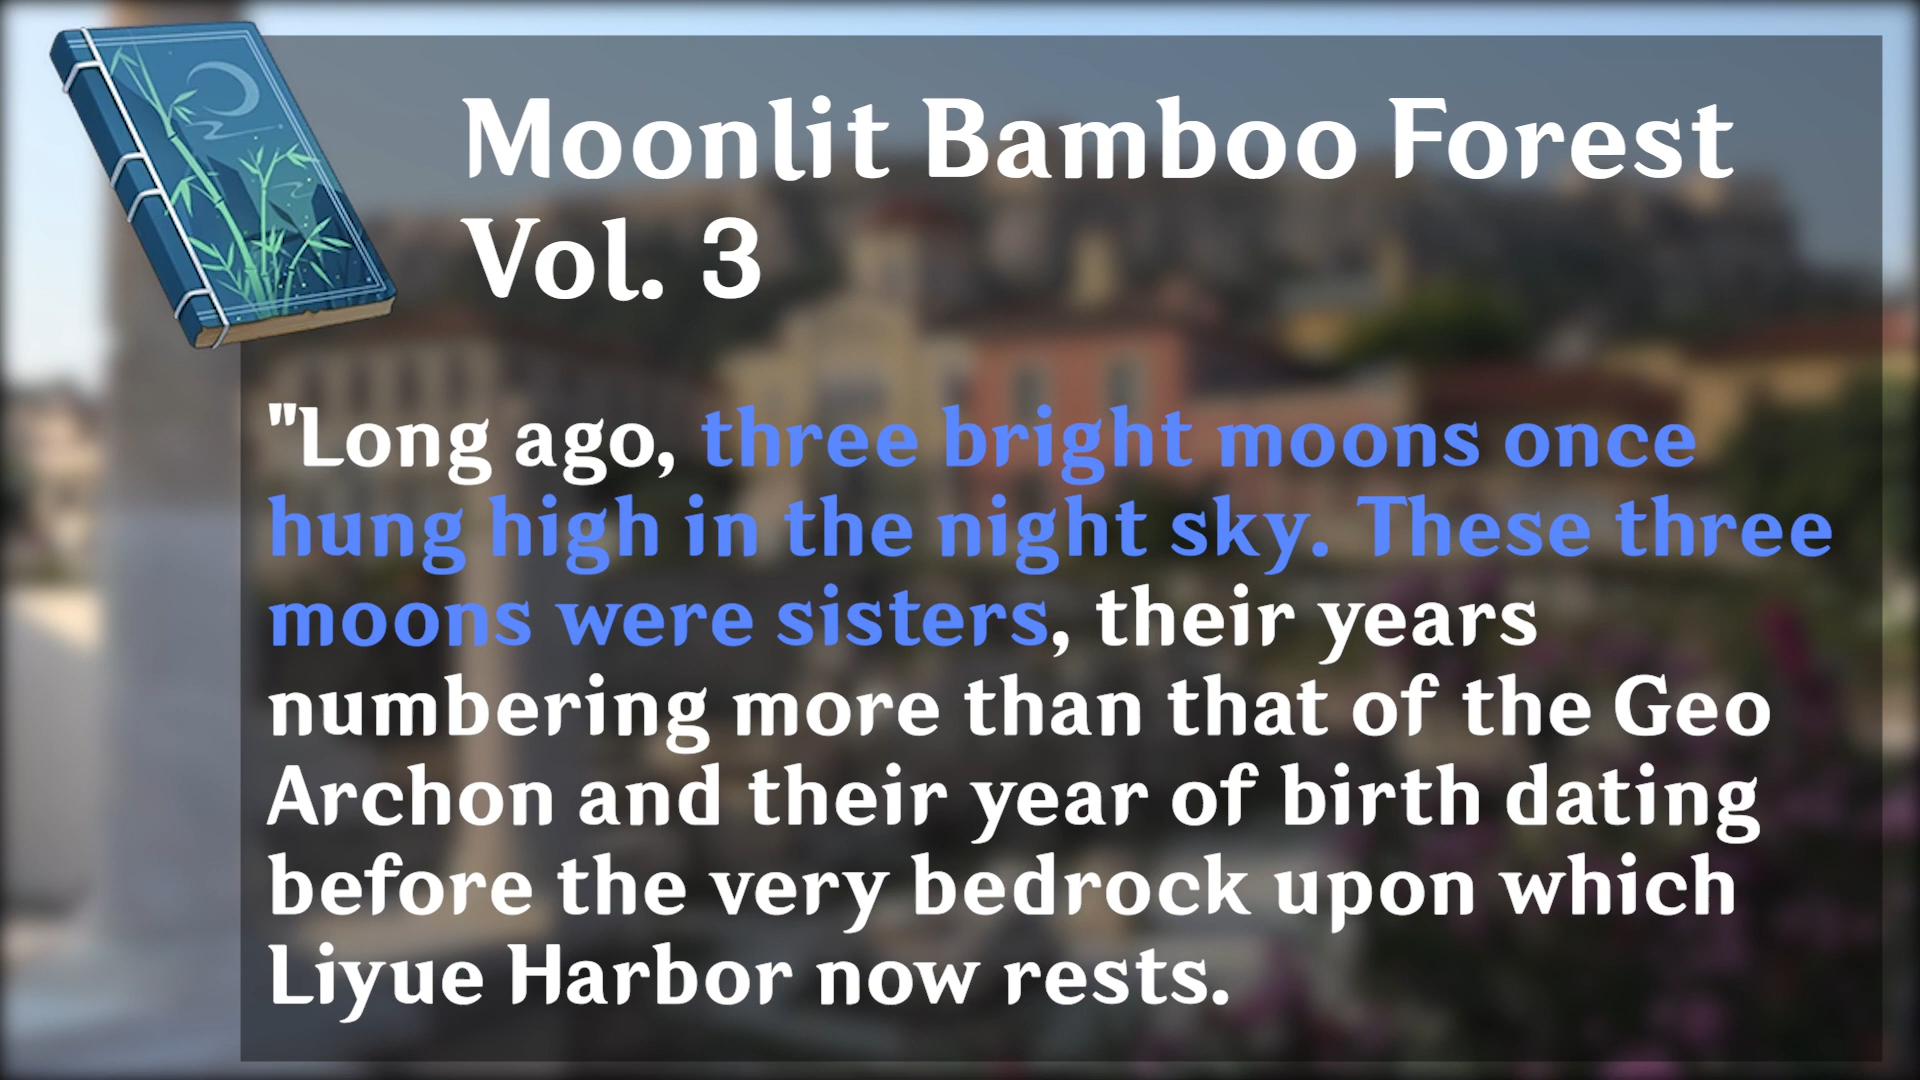 Moonlit Bamboo Forest
Vol. 3
"Long ago, three bright moons once
hung high in the night sky. These three
moons were sisters, their years
numbering more than that of the Geo
Archon and their year of birth dating
before the very bedrock upon which
Liyue Harbor now rests.